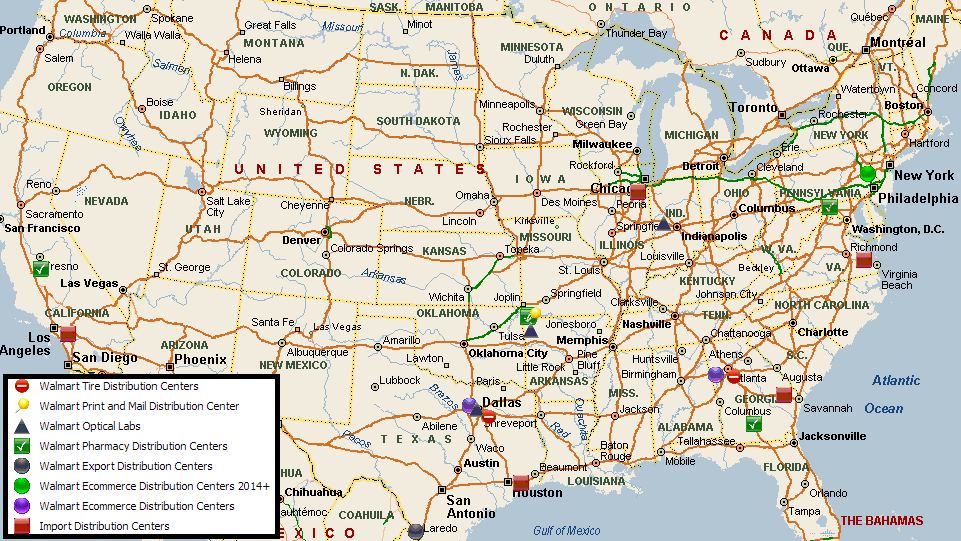 SASK.
MANITOBA
ONTARIO
Québec
MAINE
WASHINGTON
Spokane
Great Falls
Missouri
Minot
Thunder Bay
CANADA
Portland
Columbia
Walla Walla
MONTANA
MINNESOTA
QUE.
Montréal
Salem
Helena
N. DAK.
James
Duluth
Sudbury
Ottawa
VT.
Salmon
OREGON
Billings
Watertown
Concord
Boise
IDAHO
Sheridan
SOUTH DAKOTA
Minneapolis
WISCONSIN
Toronto
Rochester
Boston
Owyhee
WYOMING
Rochester
Green Bay
MICHIGAN
NEW YORK
Hartford
Sioux Falls
Milwaukee
Detroit
Erie
UNITED STATES
IOWA
Rockford
Cleveland
New York
Reno
NEVADA
Salt Lake
City
Cheyenne
NEBR.
Omaha
Des Moines
Chicago
Peoria
OHIO
PENNSYLVANIA
Philadelphia
Sacramento
San Francisco
UTAH
Lincoln
Kirksville
Springfie
IND.
Columbus
Indianapolis
Washington, D.C.
Denver
Colorado Springs
KANSAS
Topeka
MISSOURI
ILLINOIS
W. VA.
Richmond
Fresno
St. George
COLORADO
Arkansas
St. Louis
Louisville
Beckley
VA.
Virginia
Beach
Las Vegas
Wichita
Joplin
Springfield
KENTUCKY
Johnson City
CALIFORNIA
Santa Fe
Las Vegas
OKLAHOMA
Clarksville
TENN.
NORTH CAROLINA
Los
Angeles
ARIZONA
Albuquerque
Amarillo
Tulsa
Jonesboro
Nashville
Chattanooga
Charlotte
San Diego
Phoenix
NEW MEXICO
Lawton
Oklahoma City
Little Rock
Memphis
Pine
Bluff
Huntsville
Athens
S.C.
Lubbock
Paris
ARKANSAS
Birmingham
Atlanta
Augusta
Atlantic
Ocean
Brazos
Dallas
Ouachita
MISS.
Columbus
GEORGIA
Savannah
Abilene
Shreveport
Jackson
ALABAMA
Pecos
TEXAS
Waco
Red
Tallahassee
Jacksonville
Austin
Beaumont
Baton
Rouge
Mobile
HUA
San
Antonio
Houston
LOUISIANA
FLORIDA
Chihuahua
Orlando
uauhtémoc
COAHUILA
Laredo
Gulf of Mexico
Tampa
THE BAHAMAS
EXICO
Walmart Tire Distribution Centers
Walmart Print and Mail Distribution Center
Walmart Optical Labs
Walmart Pharmacy Distribution Centers
Walmart Export Distribution Centers
Walmart Ecommerce Distribution Centers 2014+
Walmart Ecommerce Distribution Centers
Import Distribution Centers